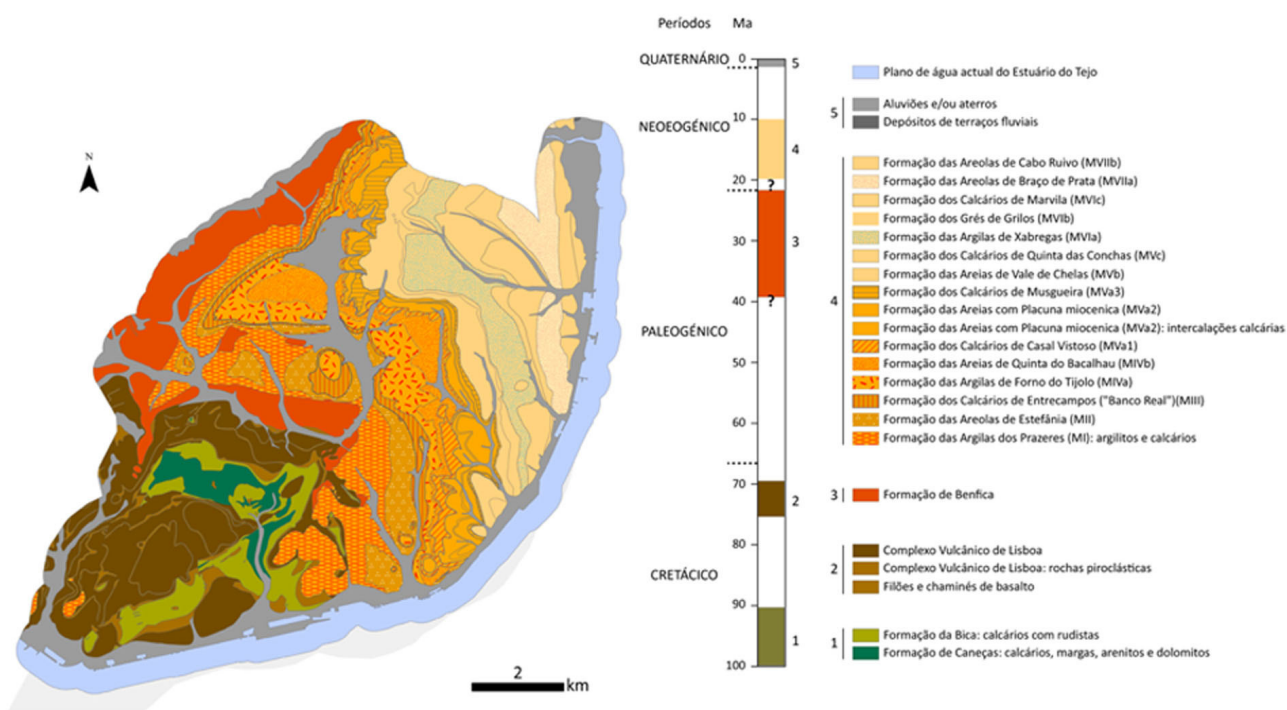 Períodos Ma
QUATERNÁRIO
NEOEOGÉNICO
PALEOGÉNICO
CRETÁCICO
0
10
20
30
40
50
60
70
80
90
100
5
4
?
3
?
2
1
N
2
km
Plano de água actual do Estuário do Tejo
5
Aluviões e/ou aterros
Depósitos de terraços fluviais
4
Formação das Areolas de Cabo Ruivo (MVIIb)
Formação das Areolas de Braço de Prata (MVIIa)
Formação dos Calcários de Marvila (MVIc)
Formação dos Grés de Grilos (MVIb)
Formação das Argilas de Xabregas (MVIa)
Formação dos Calcários de Quinta das Conchas (MVc)
Formação das Areias de Vale de Chelas (MVb)
Formação dos Calcários de Musgueira (MVa3)
Formação das Areias com Placuna miocenica (MVa2)
Formação das Areias com Placuna miocenica (MVa2): intercalações calcárias
Formação dos Calcários de Casal Vistoso (MVa1)
Formação das Areias de Quinta do Bacalhau (MIVb)
Formação das Argilas de Forno do Tijolo (MIVa)
Formação dos Calcários de Entrecampos ("Banco Real")(MIII)
Formação das Areolas de Estefânia (MII)
Formação das Argilas dos Prazeres (MI): argilitos e calcários
3
Formação de Benfica
2
Complexo Vulcânico de Lisboa
Complexo Vulcânico de Lisboa: rochas piroclásticas
Filões e chaminés de basalto
1
Formação da Bica: calcários com rudistas
Formação de Caneças: calcários, margas, arenitos e dolomitos